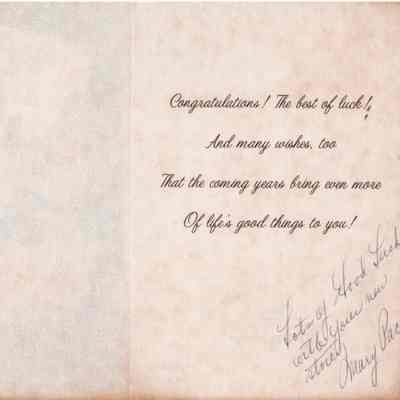 Congratulations! The best of luck!
And many wishes, too
That the coming years bring even more
Of life's good things to you!
Lots of Good Luck
with your new
store
Mary